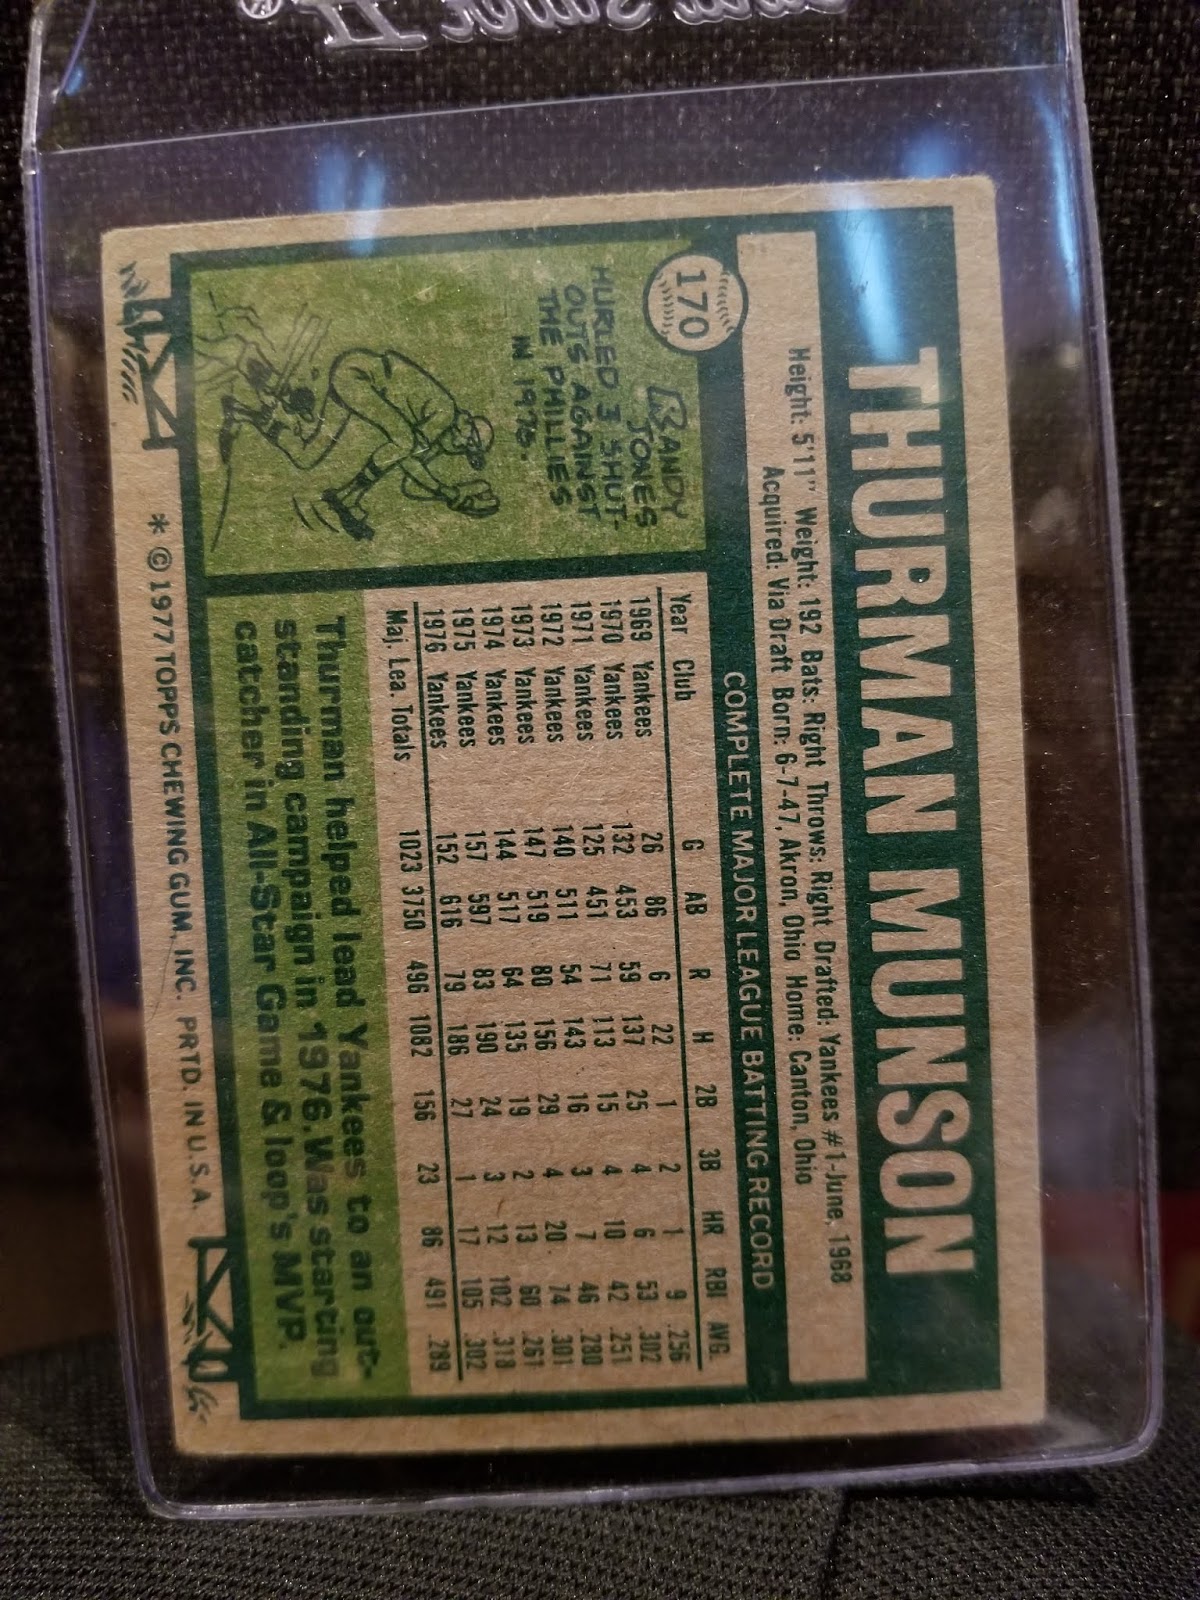 THURMAN MUNSON
170
Height: 5'11" Weight: 192 Bats: Right Throws: Right Drafted: Yankees #1-June, 1968
Acquired: Via Draft Born: 6-7-47, Akron, Ohio Home: Canton, Ohio
COMPLETE MAJOR LEAGUE BATTING RECORD
RANDY
JONES
HURLED 3 SHUT-
OUTS AGAINST
THE PHILLIES
IN 1976.
Year Club G AB R H 2B 3B HR RBI AVG.
1969 Yankees 26 86 6 22 1 2 1 9 .256
1970 Yankees 132 453 59 137 25 4 6 53 .302
1971 Yankees 125 451 71 113 15 4 10 42 .251
1972 Yankees 140 511 54 143 16 3 7 46 .280
1973 Yankees 147 519 80 156 29 4 20 74 .301
1974 Yankees 144 517 64 135 19 2 13 60 .261
1975 Yankees 157 597 83 190 24 3 12 102 .318
1976 Yankees 152 616 79 186 27 1 17 105 .302
Maj. Lea. Totals 1023 3750 496 1082 156 23 86 491 .289
Thurman helped lead Yankees to an out-
standing campaign in 1976. Was starting
catcher in All-Star Game & loop's MVP.
* © 1977 TOPPS CHEWING GUM, INC. PRTD. IN U.S.A.